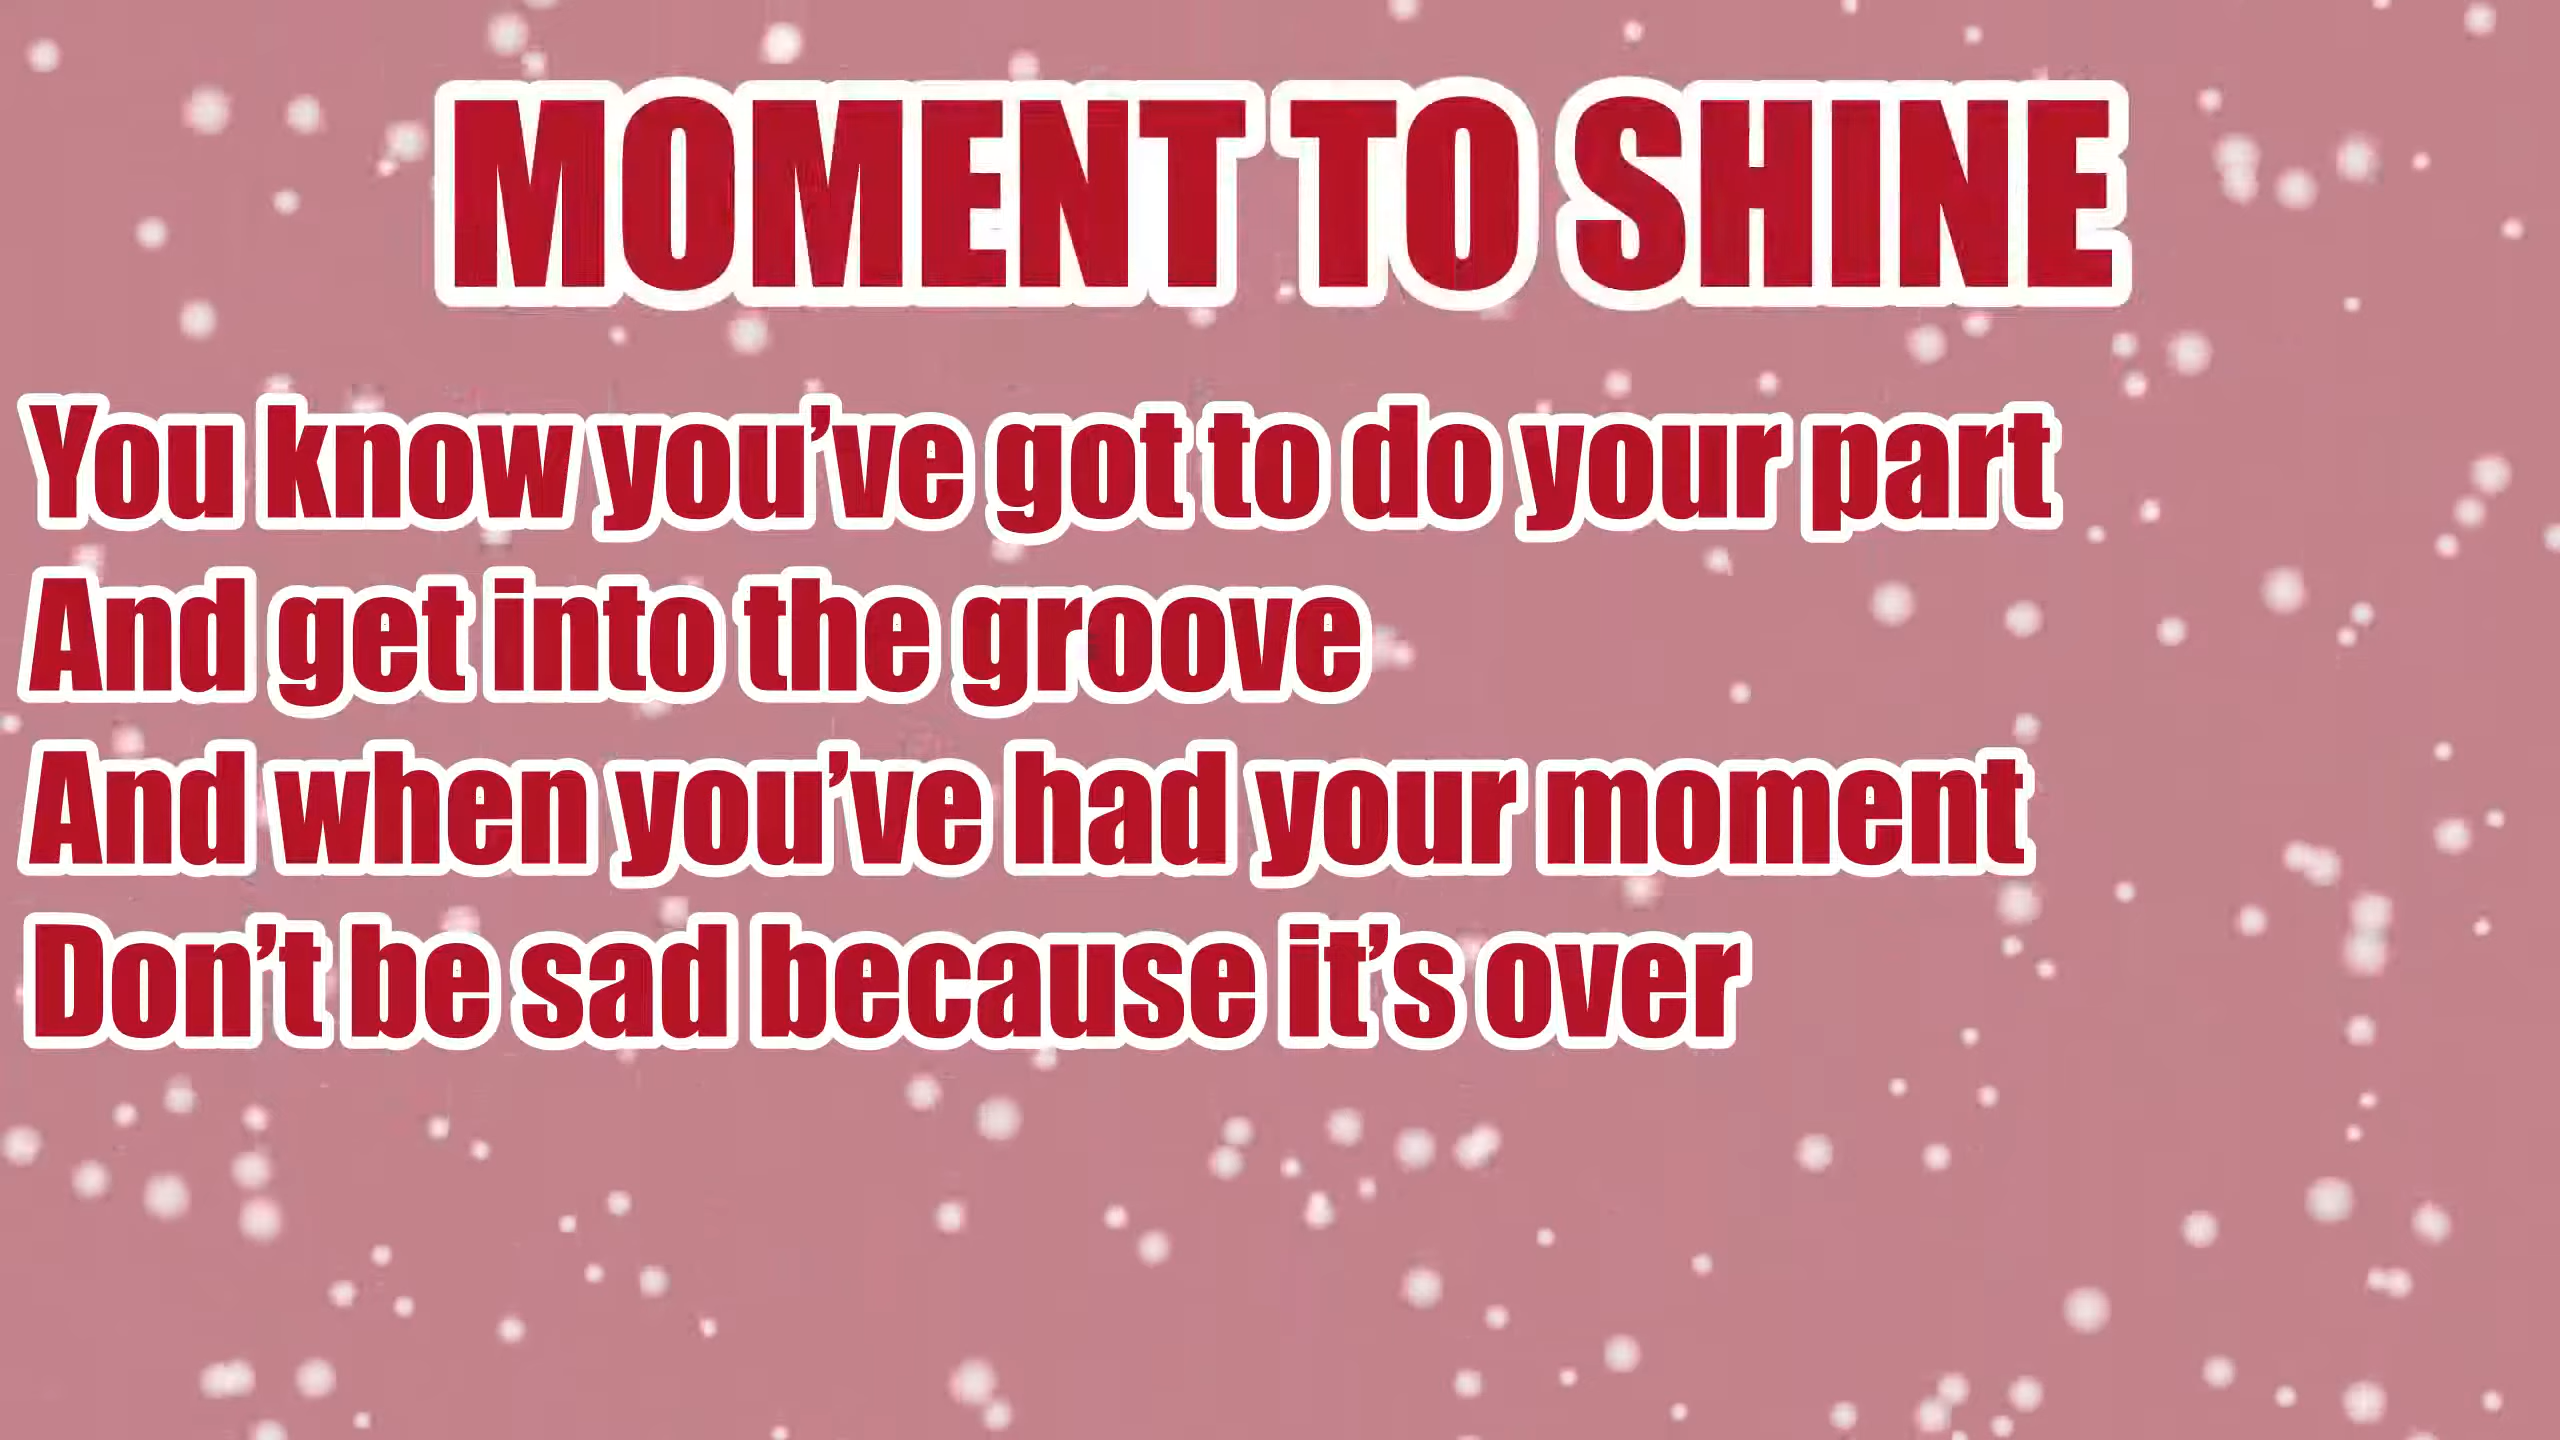 MOMENT TO SHINE
You know you’ve got to do your part
And get into the groove
And when you’ve had your moment
Don’t be sad because it’s over